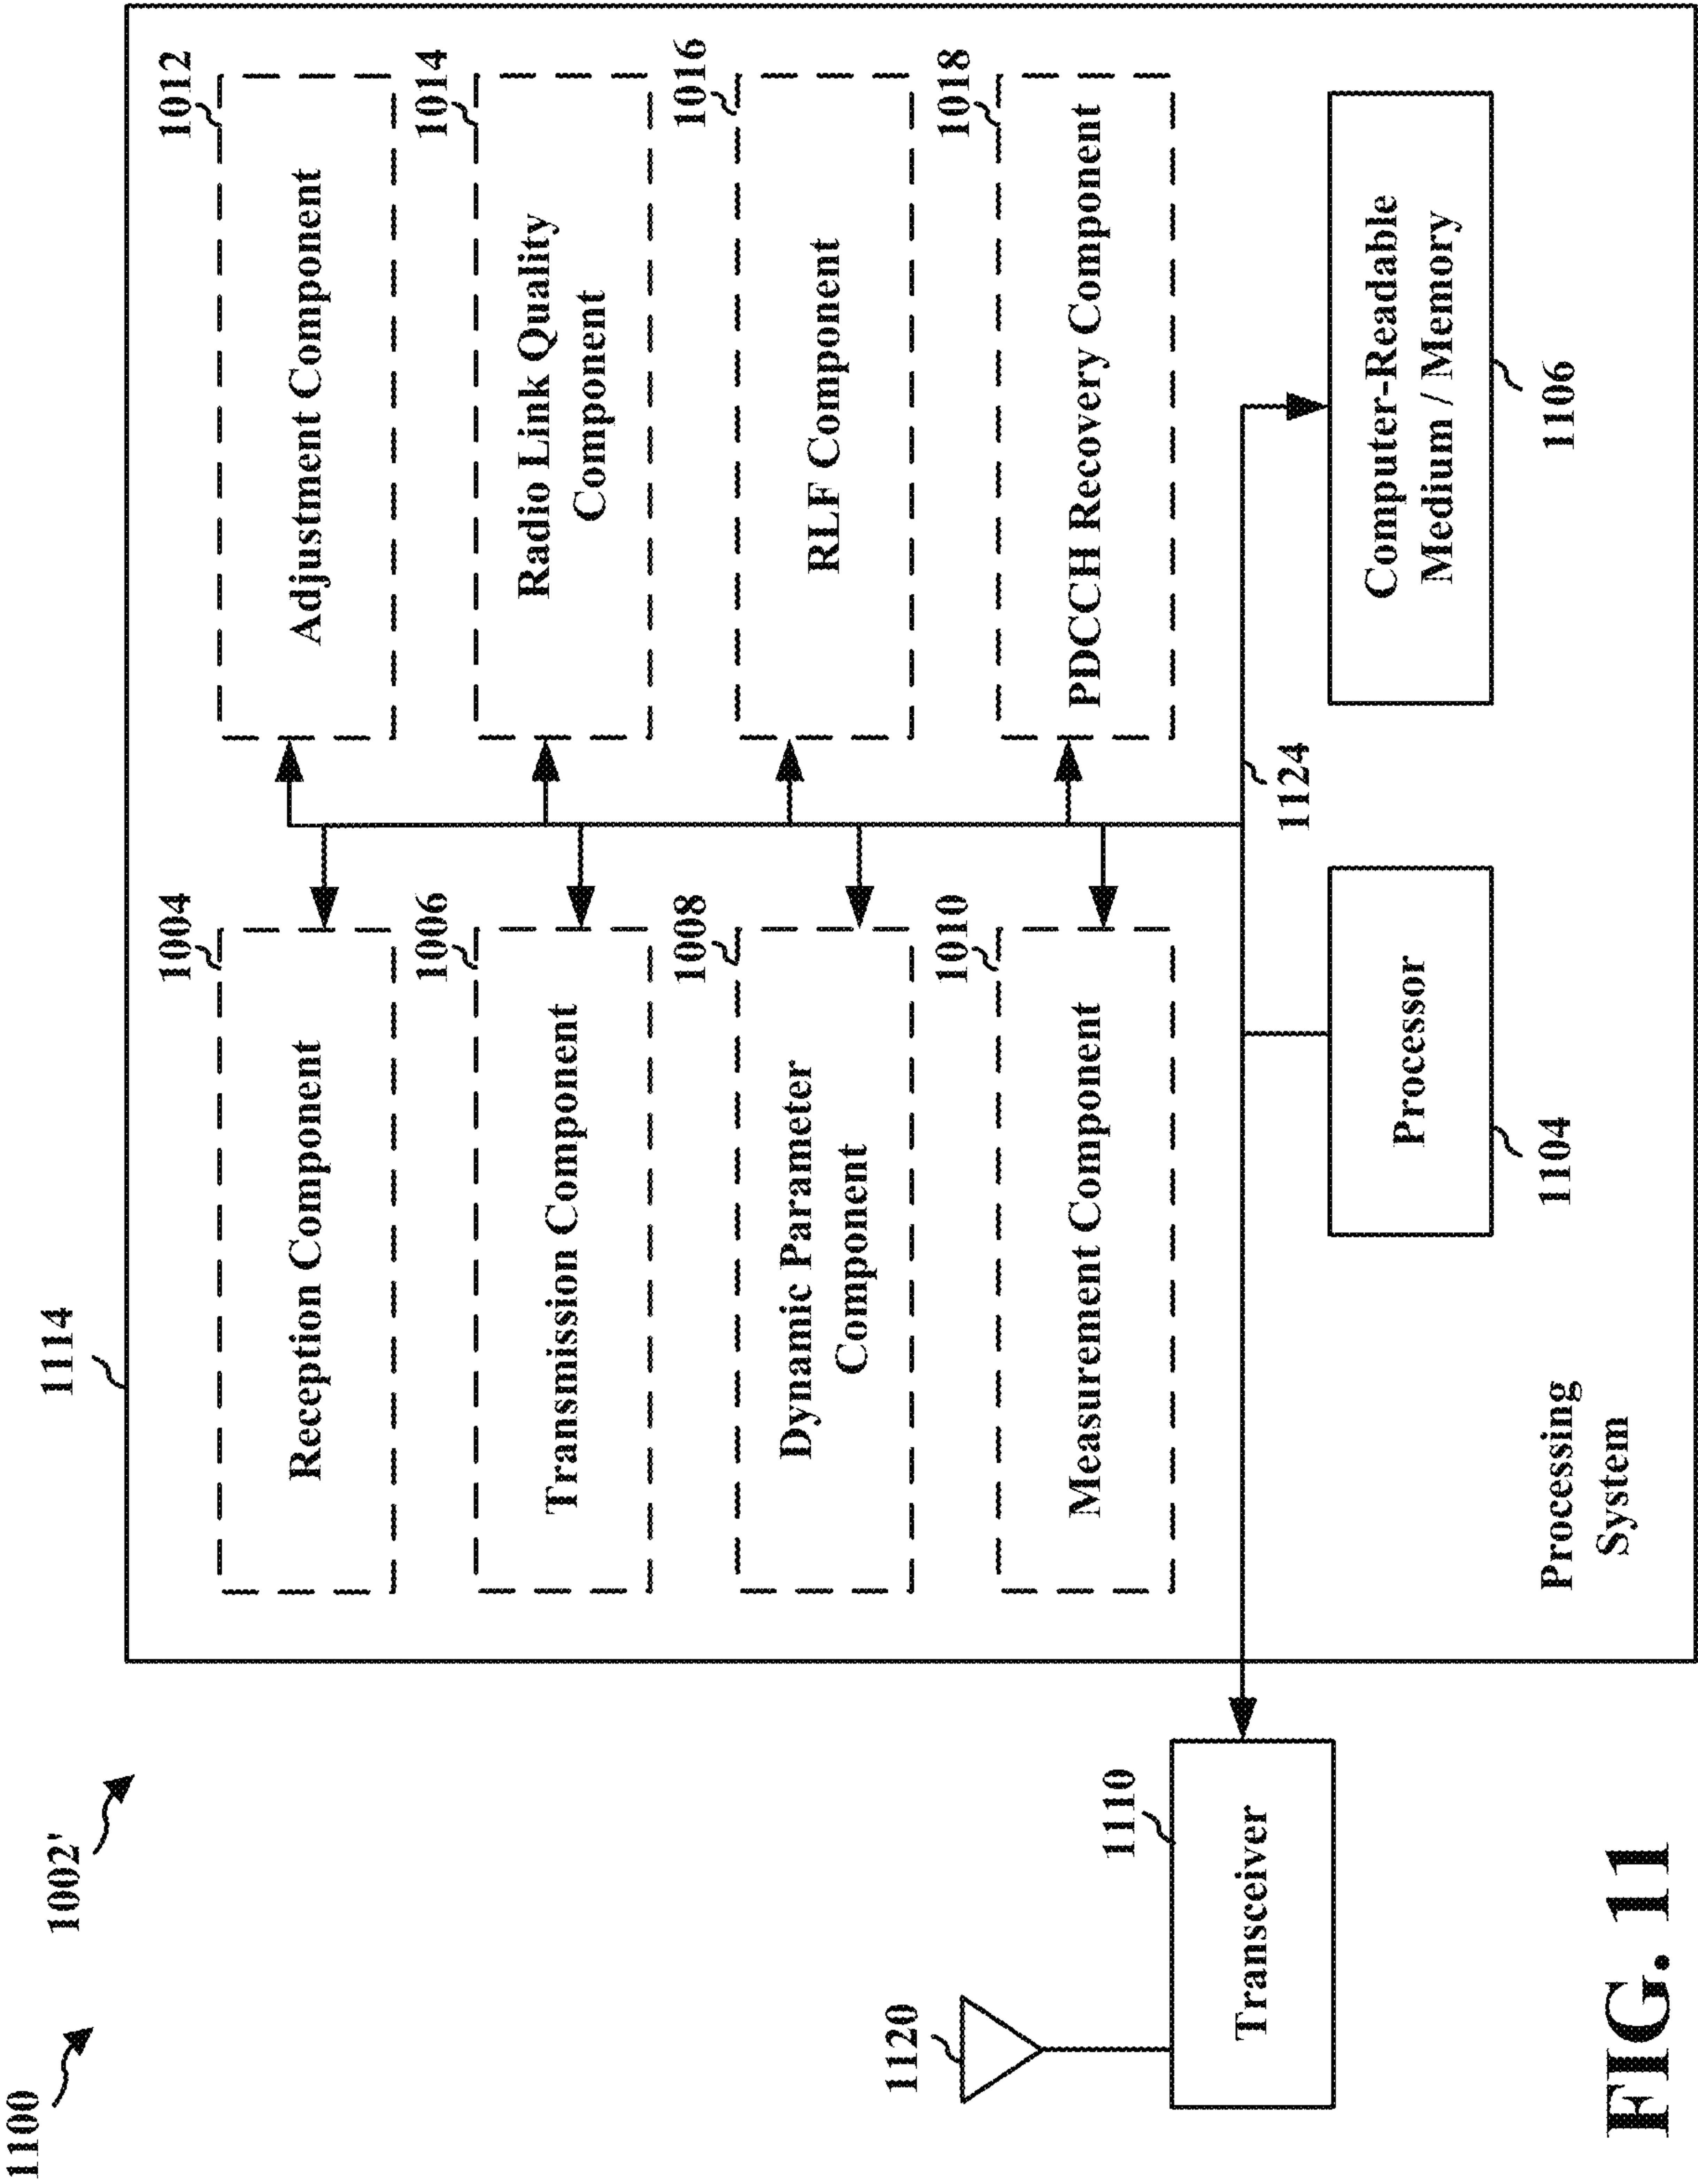 1100
1002'
1114
1004
Reception Component
1012
Adjustment Component
1006
Transmission Component
1014
Radio Link Quality
Component
1008
Dynamic Parameter
Component
1016
RLF Component
1010
Measurement Component
1018
PDCCH Recovery Component
1120
1110
Transceiver
1124
Processor
1104
Computer-Readable
Medium / Memory
1106
Processing
System
FIG. 11